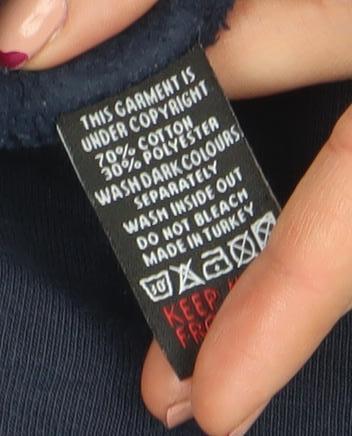 THIS GARMENT IS
UNDER COPYRIGHT
70% COTTON
30% POLYESTER
WASH DARK COLOURS
SEPARATELY
WASH INSIDE OUT
DO NOT BLEACH
MADE IN TURKEY
30°
KEEP